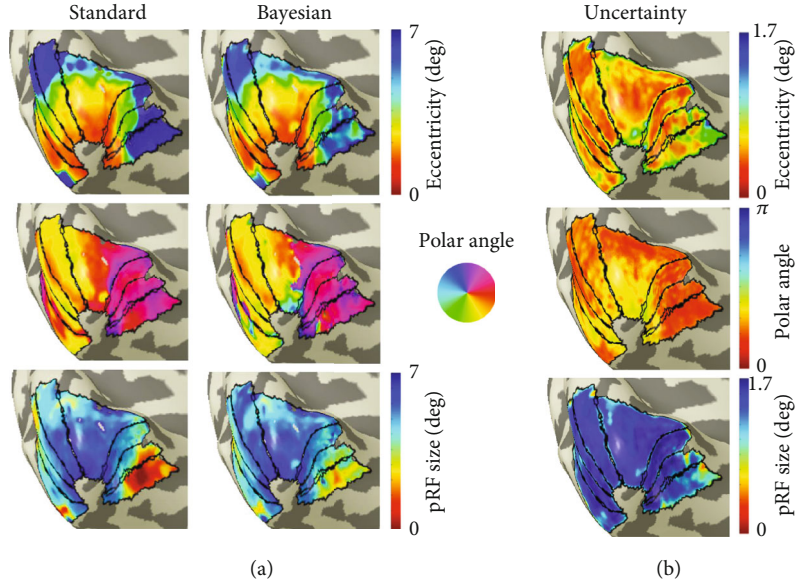 Standard
Bayesian
Uncertainty
7
Eccentricity (deg)
0
1.7
Eccentricity (deg)
0
Polar angle
π
Polar angle
0
7
pRF size (deg)
0
1.7
pRF size (deg)
0
(a)
(b)